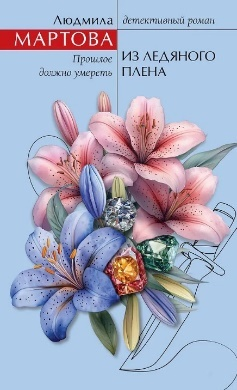 Людмила
МАРТОВА
Прошлое
должно умереть
детективный роман
ИЗ ЛЕДЯНОГО
ПЛЕНА